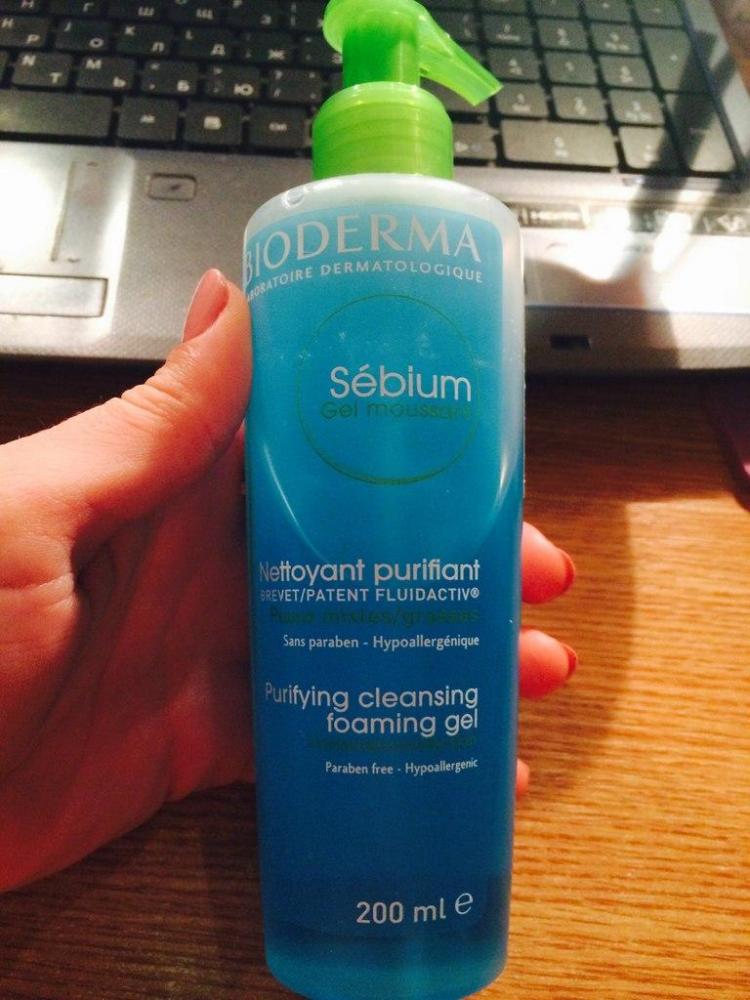 Г Ш Щ З
Р О Л Д Ж
И Т Ь Б Ю
BIODERMA
LABORATOIRE DERMATOLOGIQUE
Sébium
Gel moussant
Nettoyant purifiant
BREVET/PATENT FLUIDACTIV®
Peaux mixtes/grasses
Sans paraben - Hypoallergénique
Purifying cleansing
foaming gel
Paraben free - Hypoallergenic
200 ml e